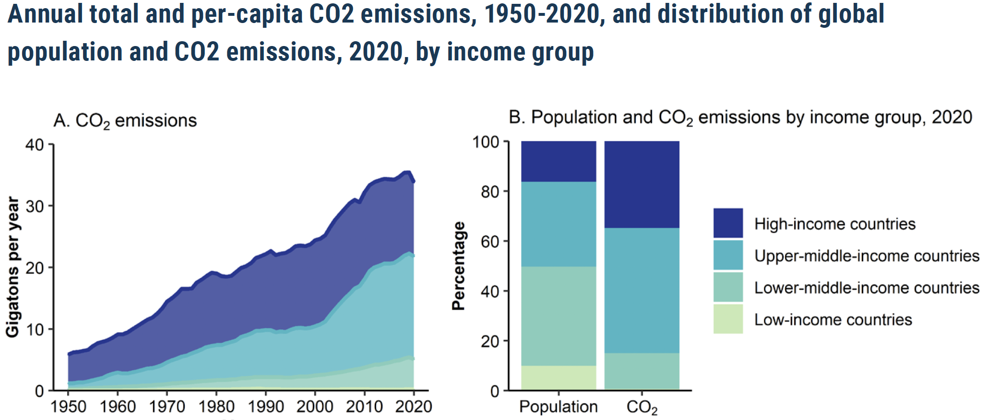 Annual total and per-capita CO2 emissions, 1950-2020, and distribution of global
population and CO2 emissions, 2020, by income group
A. CO₂ emissions
Gigatons per year
40
30
20
10
0
1950 1960 1970 1980 1990 2000 2010 2020
B. Population and CO₂ emissions by income group, 2020
Percentage
100
80
60
40
20
0
Population CO₂
High-income countries
Upper-middle-income countries
Lower-middle-income countries
Low-income countries